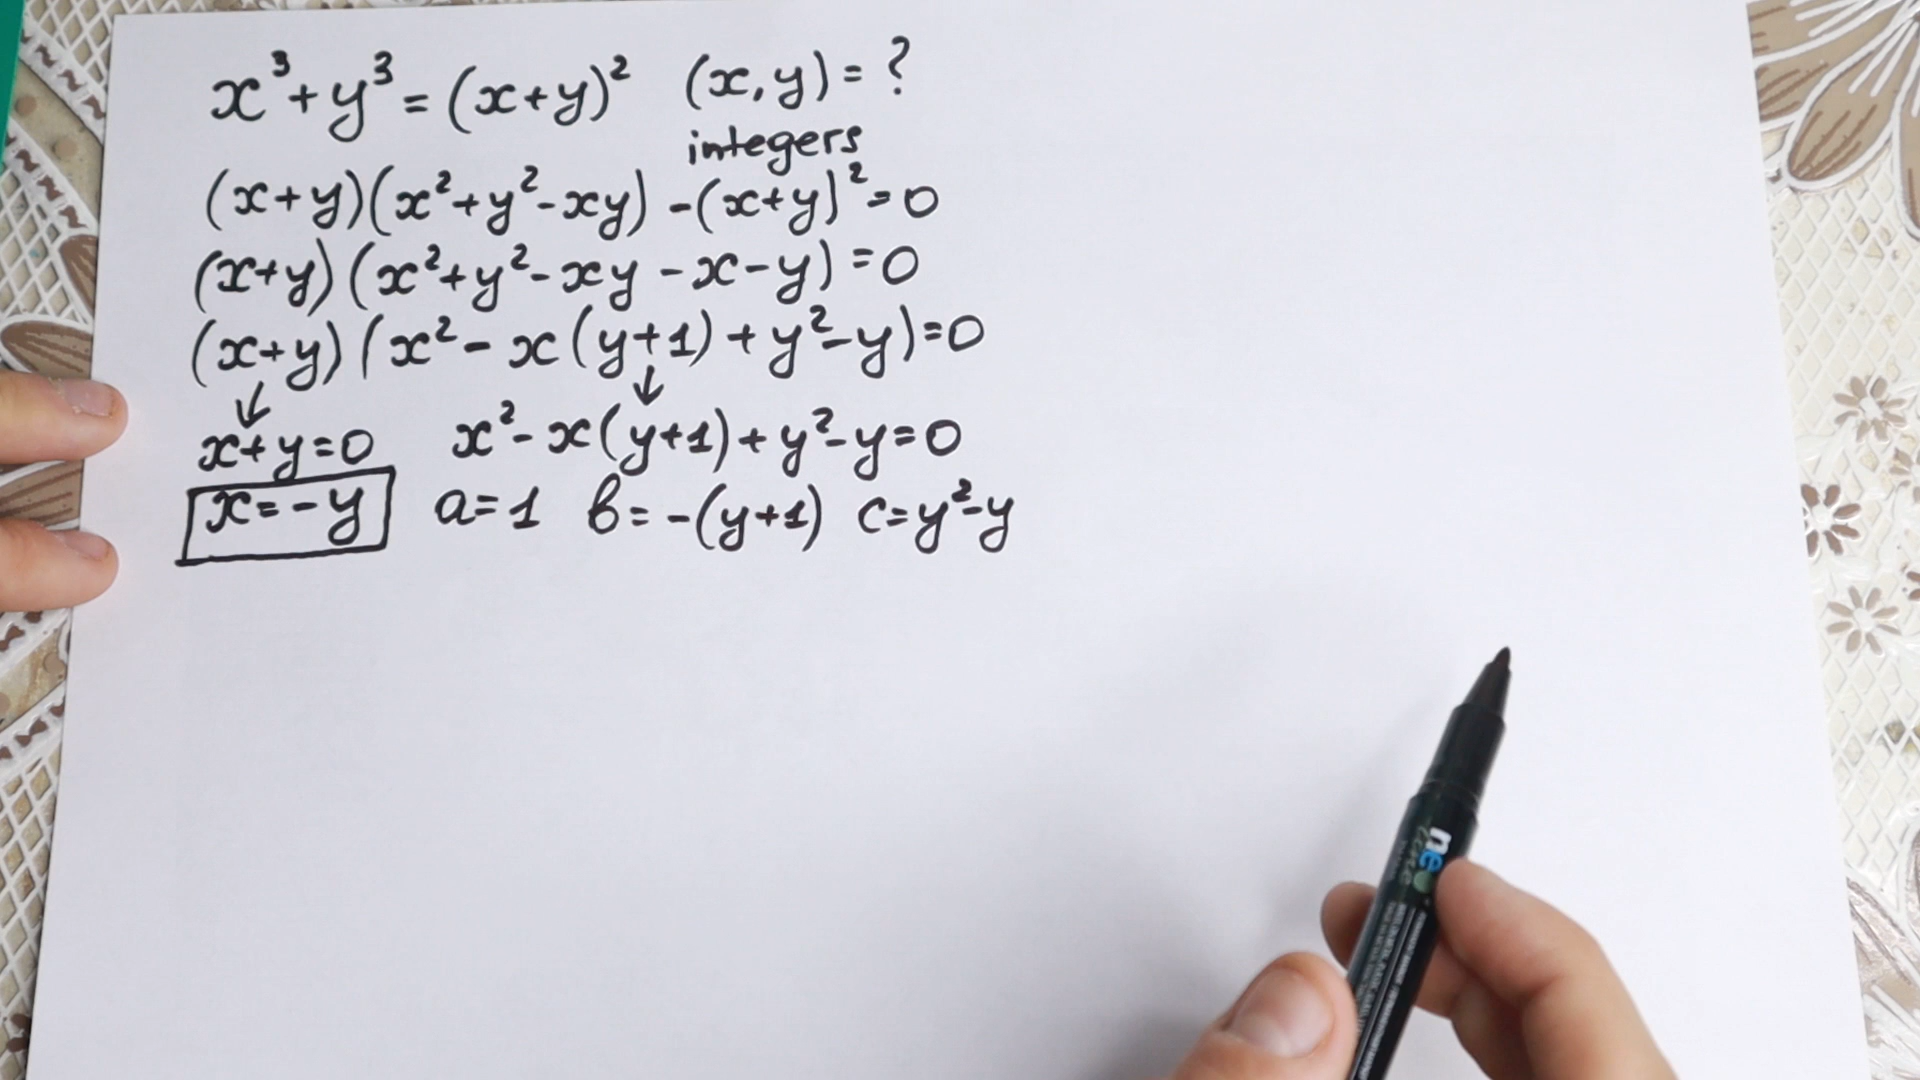 x³+y³=(x+y)² (x,y)=?
integers
(x+y)(x²+y²-xy) -(x+y)²=0
(x+y)(x²+y²-xy-x-y)=0
(x+y)(x²-x(y+1)+y²-y)=0
↓ ↓
x+y=0 x²-x(y+1)+y²-y=0
x=-y a=1 b=-(y+1) c=y²-y
neo